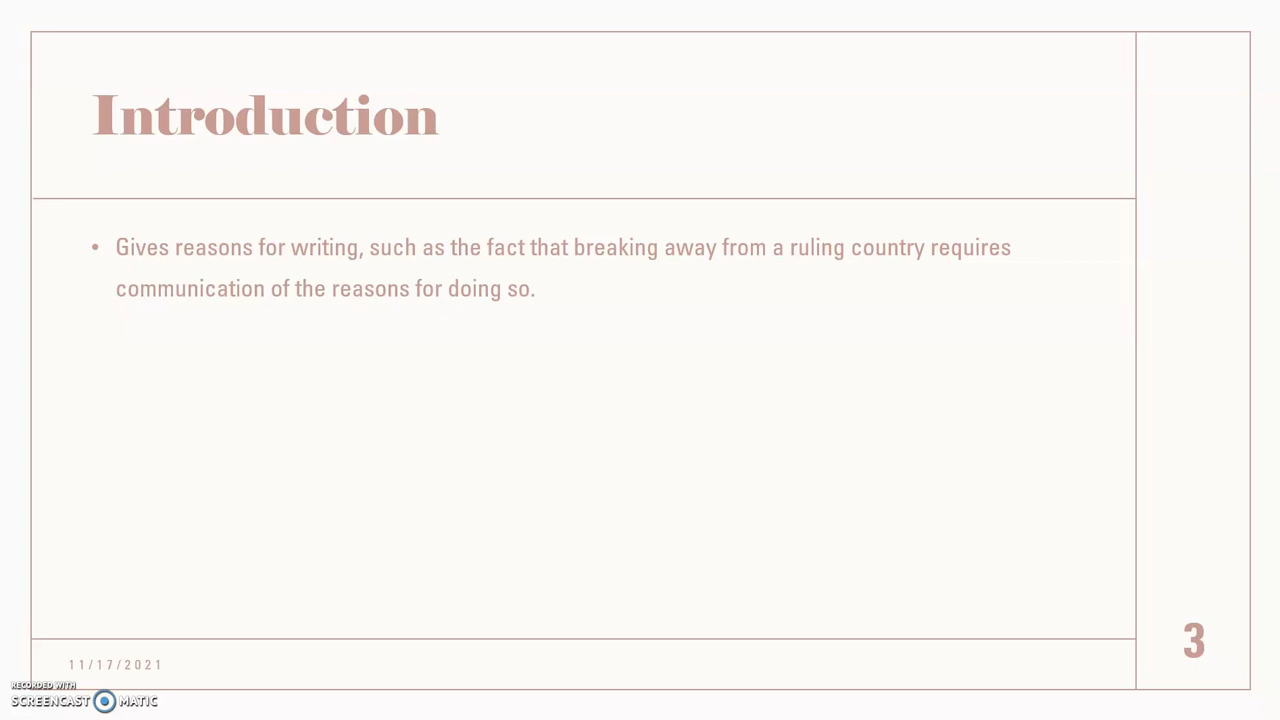 Introduction
• Gives reasons for writing, such as the fact that breaking away from a ruling country requires
communication of the reasons for doing so.
3
11/17/2021
RECORDED WITH
SCREENCAST MATIC